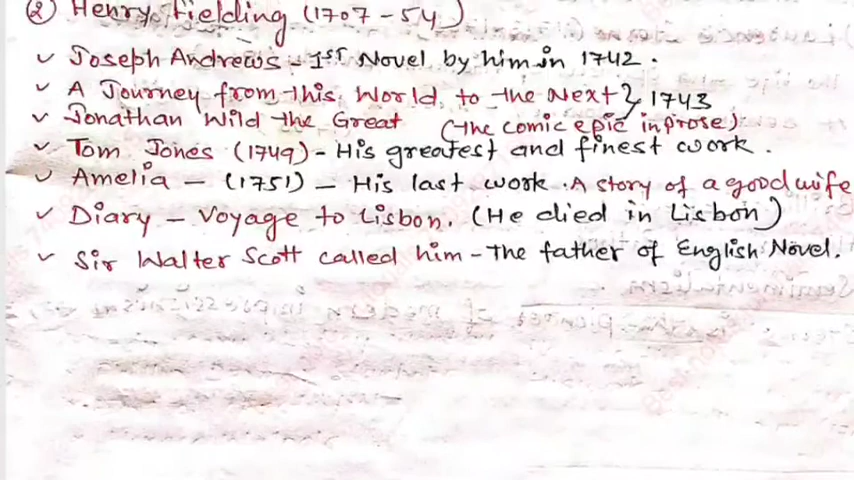 ② Henry Fielding (1707-54)
✓ Joseph Andrews - 1ST Novel by him in 1742.
✓ A Journey from this World to the Next } 1743
✓ Jonathan Wild the Great (the comic epic in prose)
✓ Tom Jones (1749) - His greatest and finest work.
✓ Amelia - (1751) - His last work. A story of a good wife
✓ Diary - Voyage to Lisbon. (He died in Lisbon)
✓ Sir Walter Scott called him - The father of English Novel.